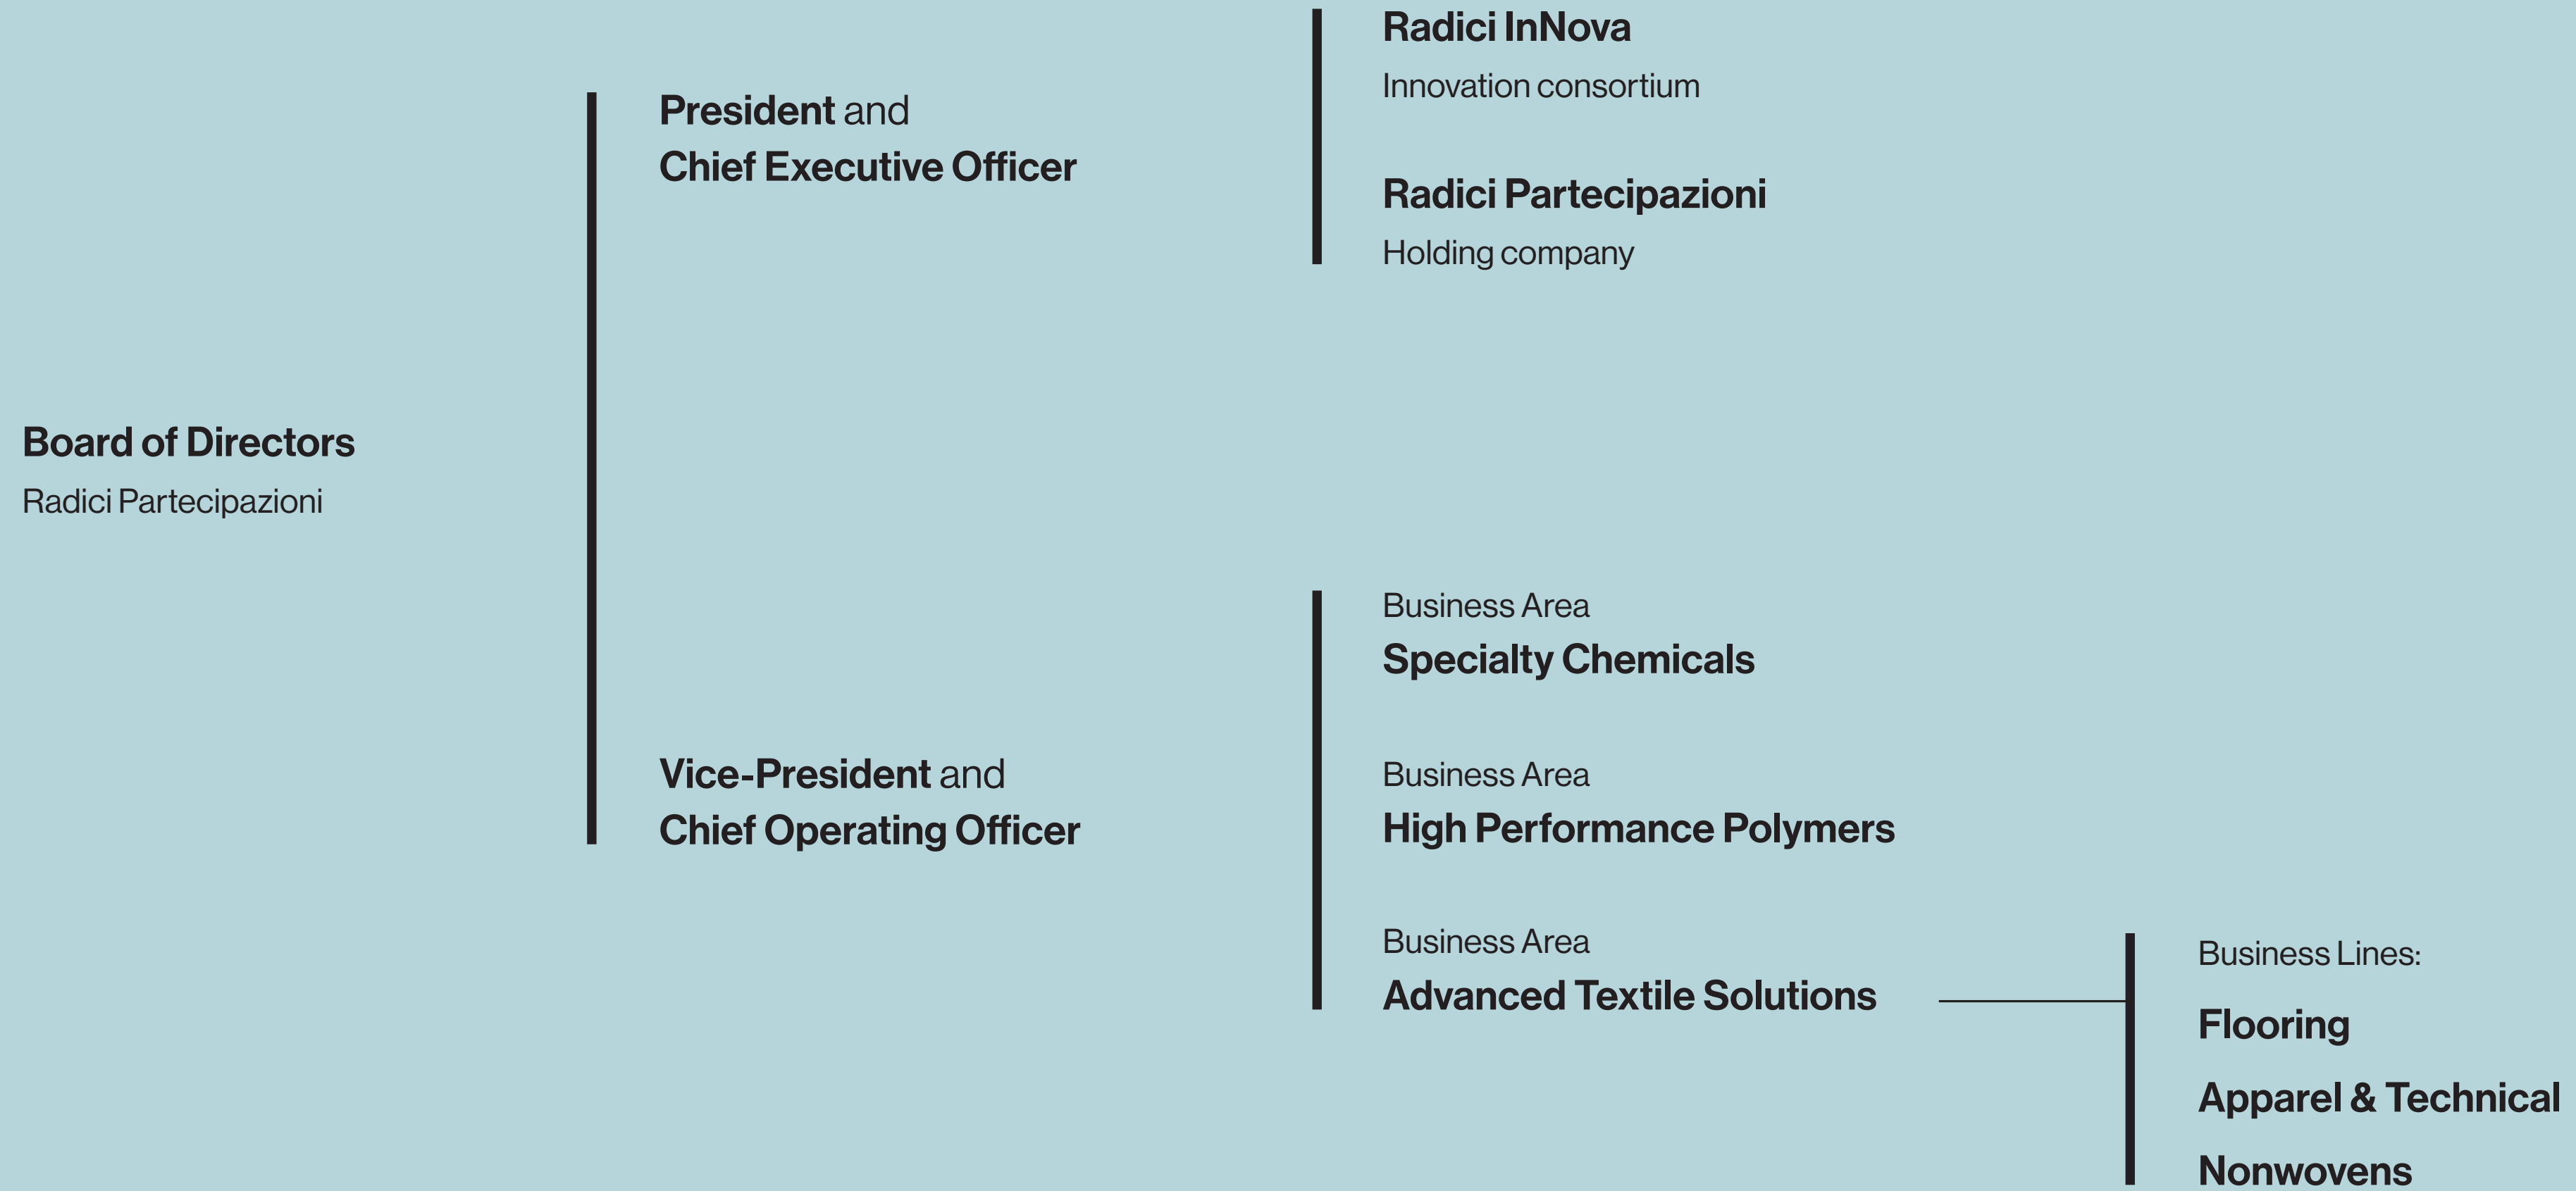 Board of Directors
Radici Partecipazioni
President and
Chief Executive Officer
Radici InNova
Innovation consortium
Radici Partecipazioni
Holding company
Vice-President and
Chief Operating Officer
Business Area
Specialty Chemicals
Business Area
High Performance Polymers
Business Area
Advanced Textile Solutions
Business Lines:
Flooring
Apparel & Technical
Nonwovens